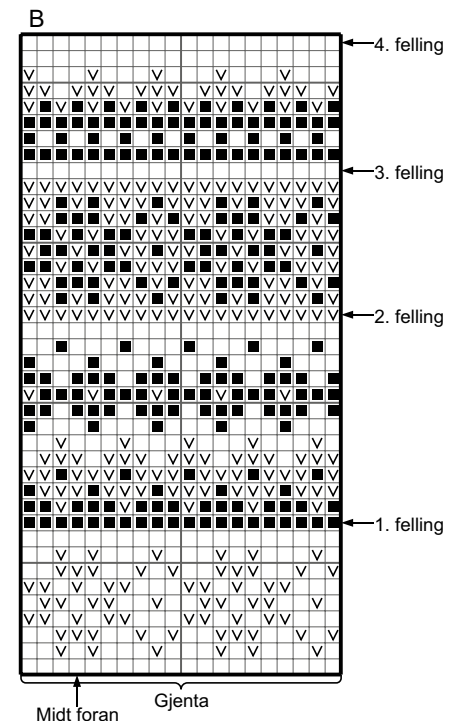 B
4. felling
3. felling
2. felling
1. felling
Gjenta
Midt foran